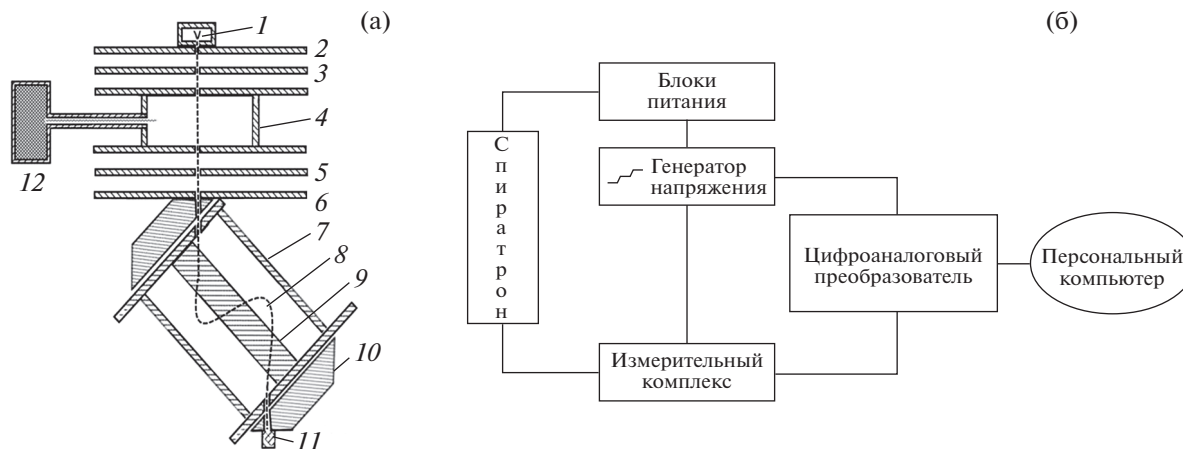 (а)
1
2
3
4
5
6
7
8
9
10
11
12
(б)
Блоки
питания
Спиратрон
Генератор
напряжения
Цифроаналоговый
преобразователь
Персональный
компьютер
Измерительный
комплекс